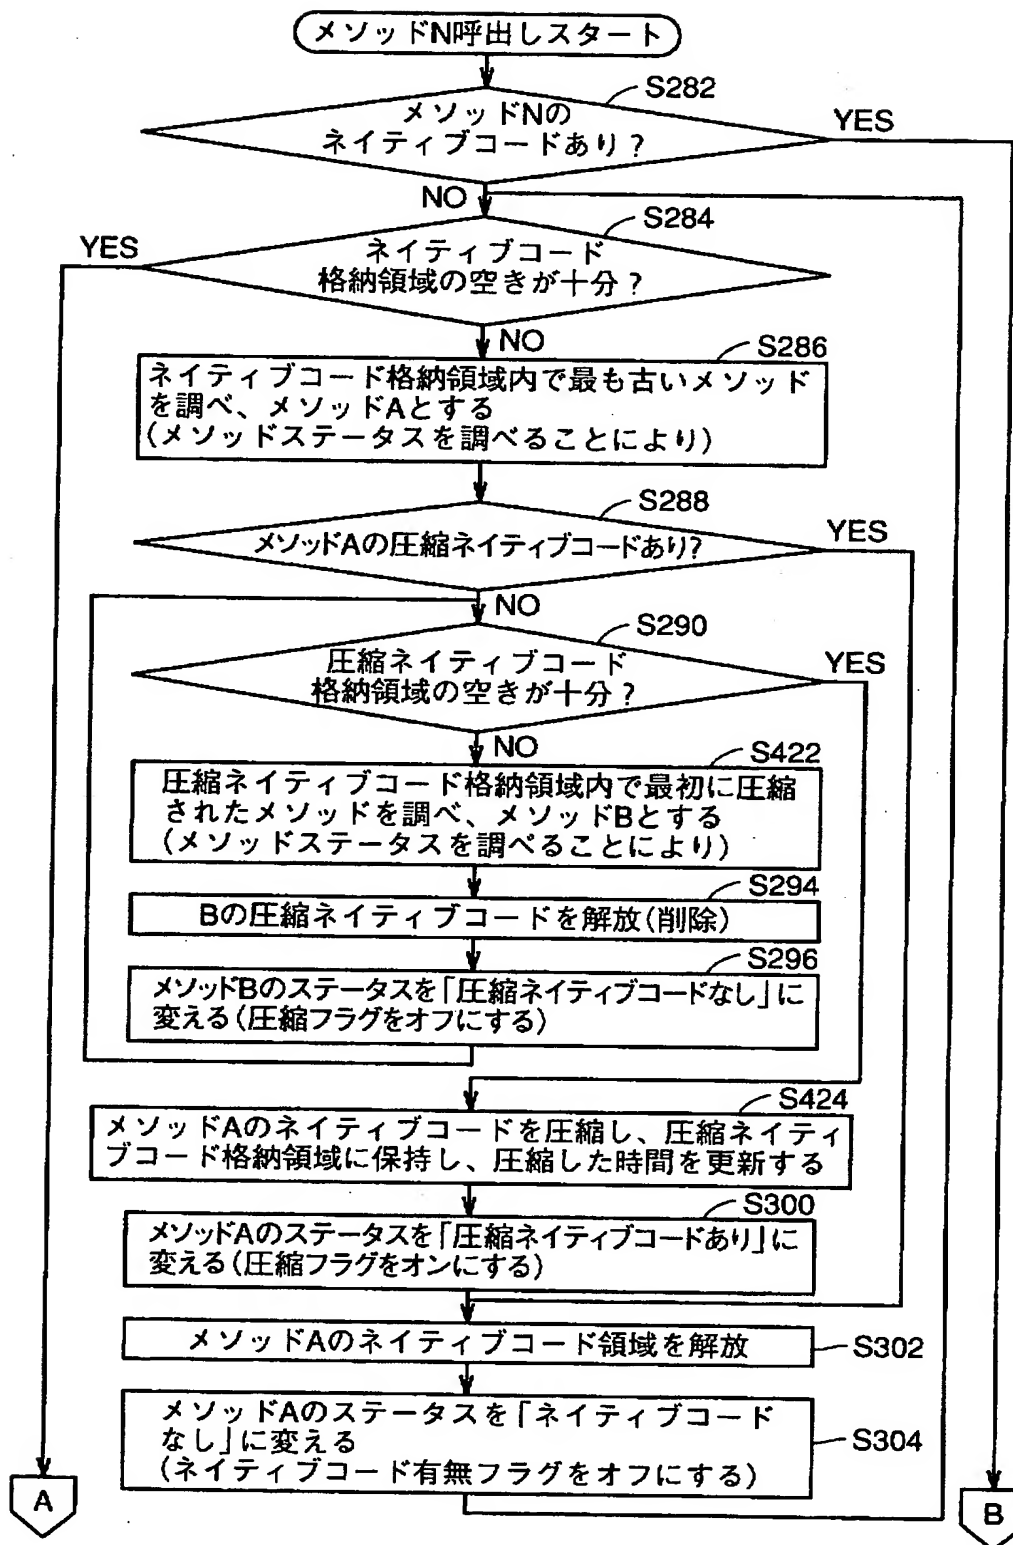 メソッドN呼出しスタート
S282
メソッドNの
ネイティブコードあり?
YES
NO
S284
YES
ネイティブコード
格納領域の空きが十分?
NO
S286
ネイティブコード格納領域内で最も古いメソッド
を調べ、メソッドAとする
(メソッドステータスを調べることにより)
S288
メソッドAの圧縮ネイティブコードあり?
YES
NO
S290
圧縮ネイティブコード
格納領域の空きが十分?
YES
NO
S422
圧縮ネイティブコード格納領域内で最初に圧縮
されたメソッドを調べ、メソッドBとする
(メソッドステータスを調べることにより)
S294
Bの圧縮ネイティブコードを解放(削除)
S296
メソッドBのステータスを「圧縮ネイティブコードなし」に
変える(圧縮フラグをオフにする)
S424
メソッドAのネイティブコードを圧縮し、圧縮ネイティ
ブコード格納領域に保持し、圧縮した時間を更新する
S300
メソッドAのステータスを「圧縮ネイティブコードあり」に
変える(圧縮フラグをオンにする)
メソッドAのネイティブコード領域を解放
S302
メソッドAのステータスを「ネイティブコード
なし」に変える
(ネイティブコード有無フラグをオフにする)
S304
A
B